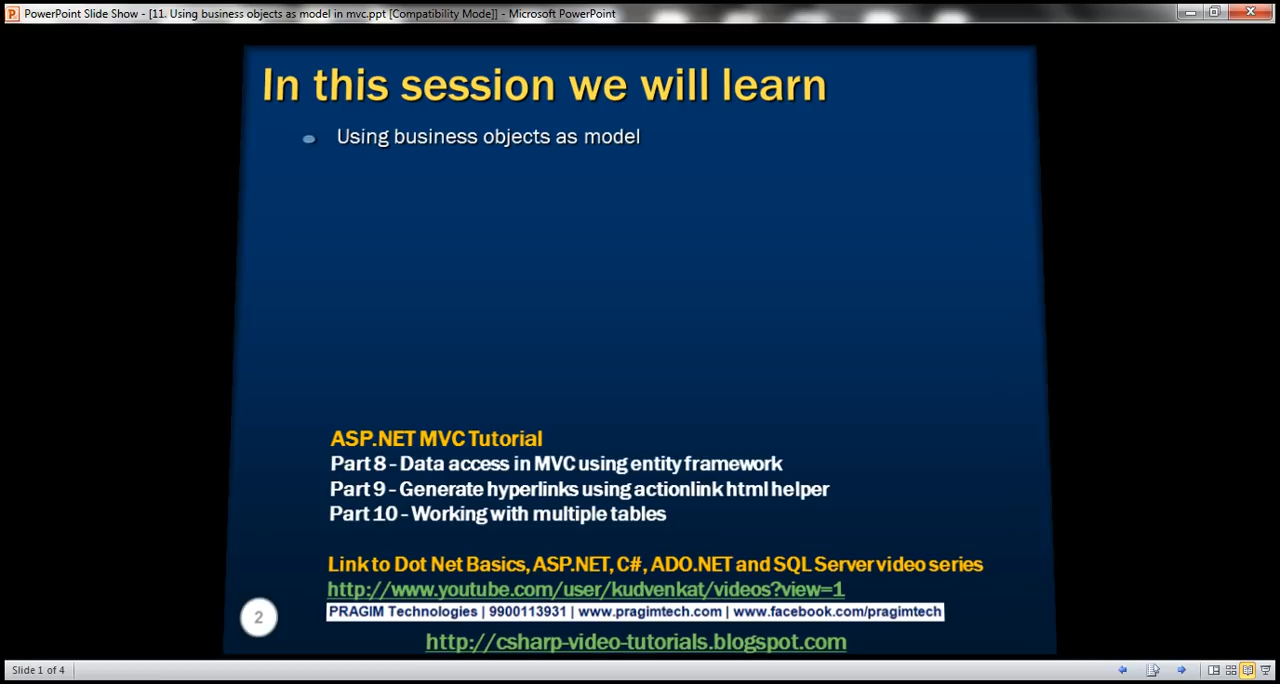 PowerPoint Slide Show - [11. Using business objects as model in mvc.ppt [Compatibility Mode]] - Microsoft PowerPoint
In this session we will learn
Using business objects as model
ASP.NET MVC Tutorial
Part 8 - Data access in MVC using entity framework
Part 9 - Generate hyperlinks using actionlink html helper
Part 10 - Working with multiple tables
Link to Dot Net Basics, ASP.NET, C#, ADO.NET and SQL Server video series
http://www.youtube.com/user/kudvenkat/videos?view=1
PRAGIM Technologies | 9900113931 | www.pragimtech.com | www.facebook.com/pragimtech
2
http://csharp-video-tutorials.blogspot.com
Slide 1 of 4